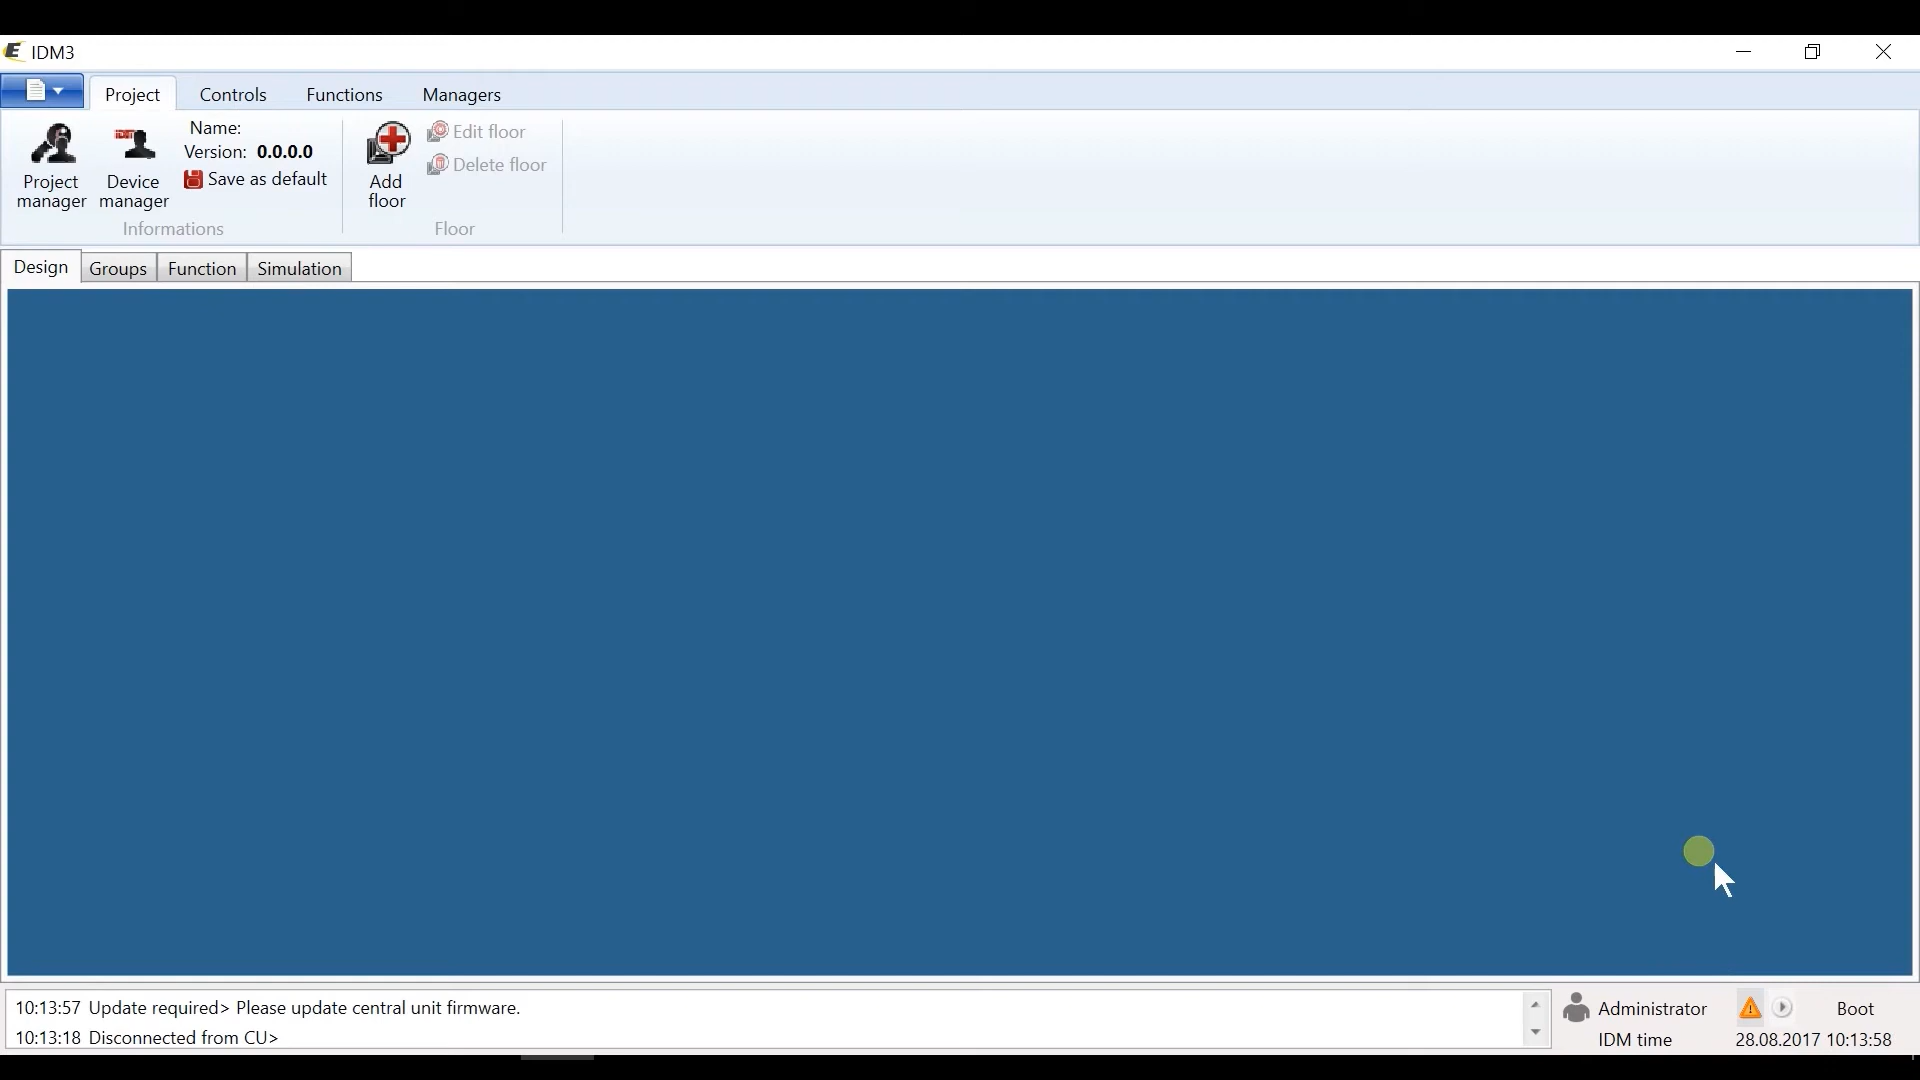 IDM3
Project Controls Functions Managers
Project manager
Device manager
Name:
Version: 0.0.0.0
Save as default
Informations
Add floor
Edit floor
Delete floor
Floor
Design Groups Function Simulation
10:13:57 Update required> Please update central unit firmware.
10:13:18 Disconnected from CU>
Administrator
Boot
IDM time
28.08.2017 10:13:58